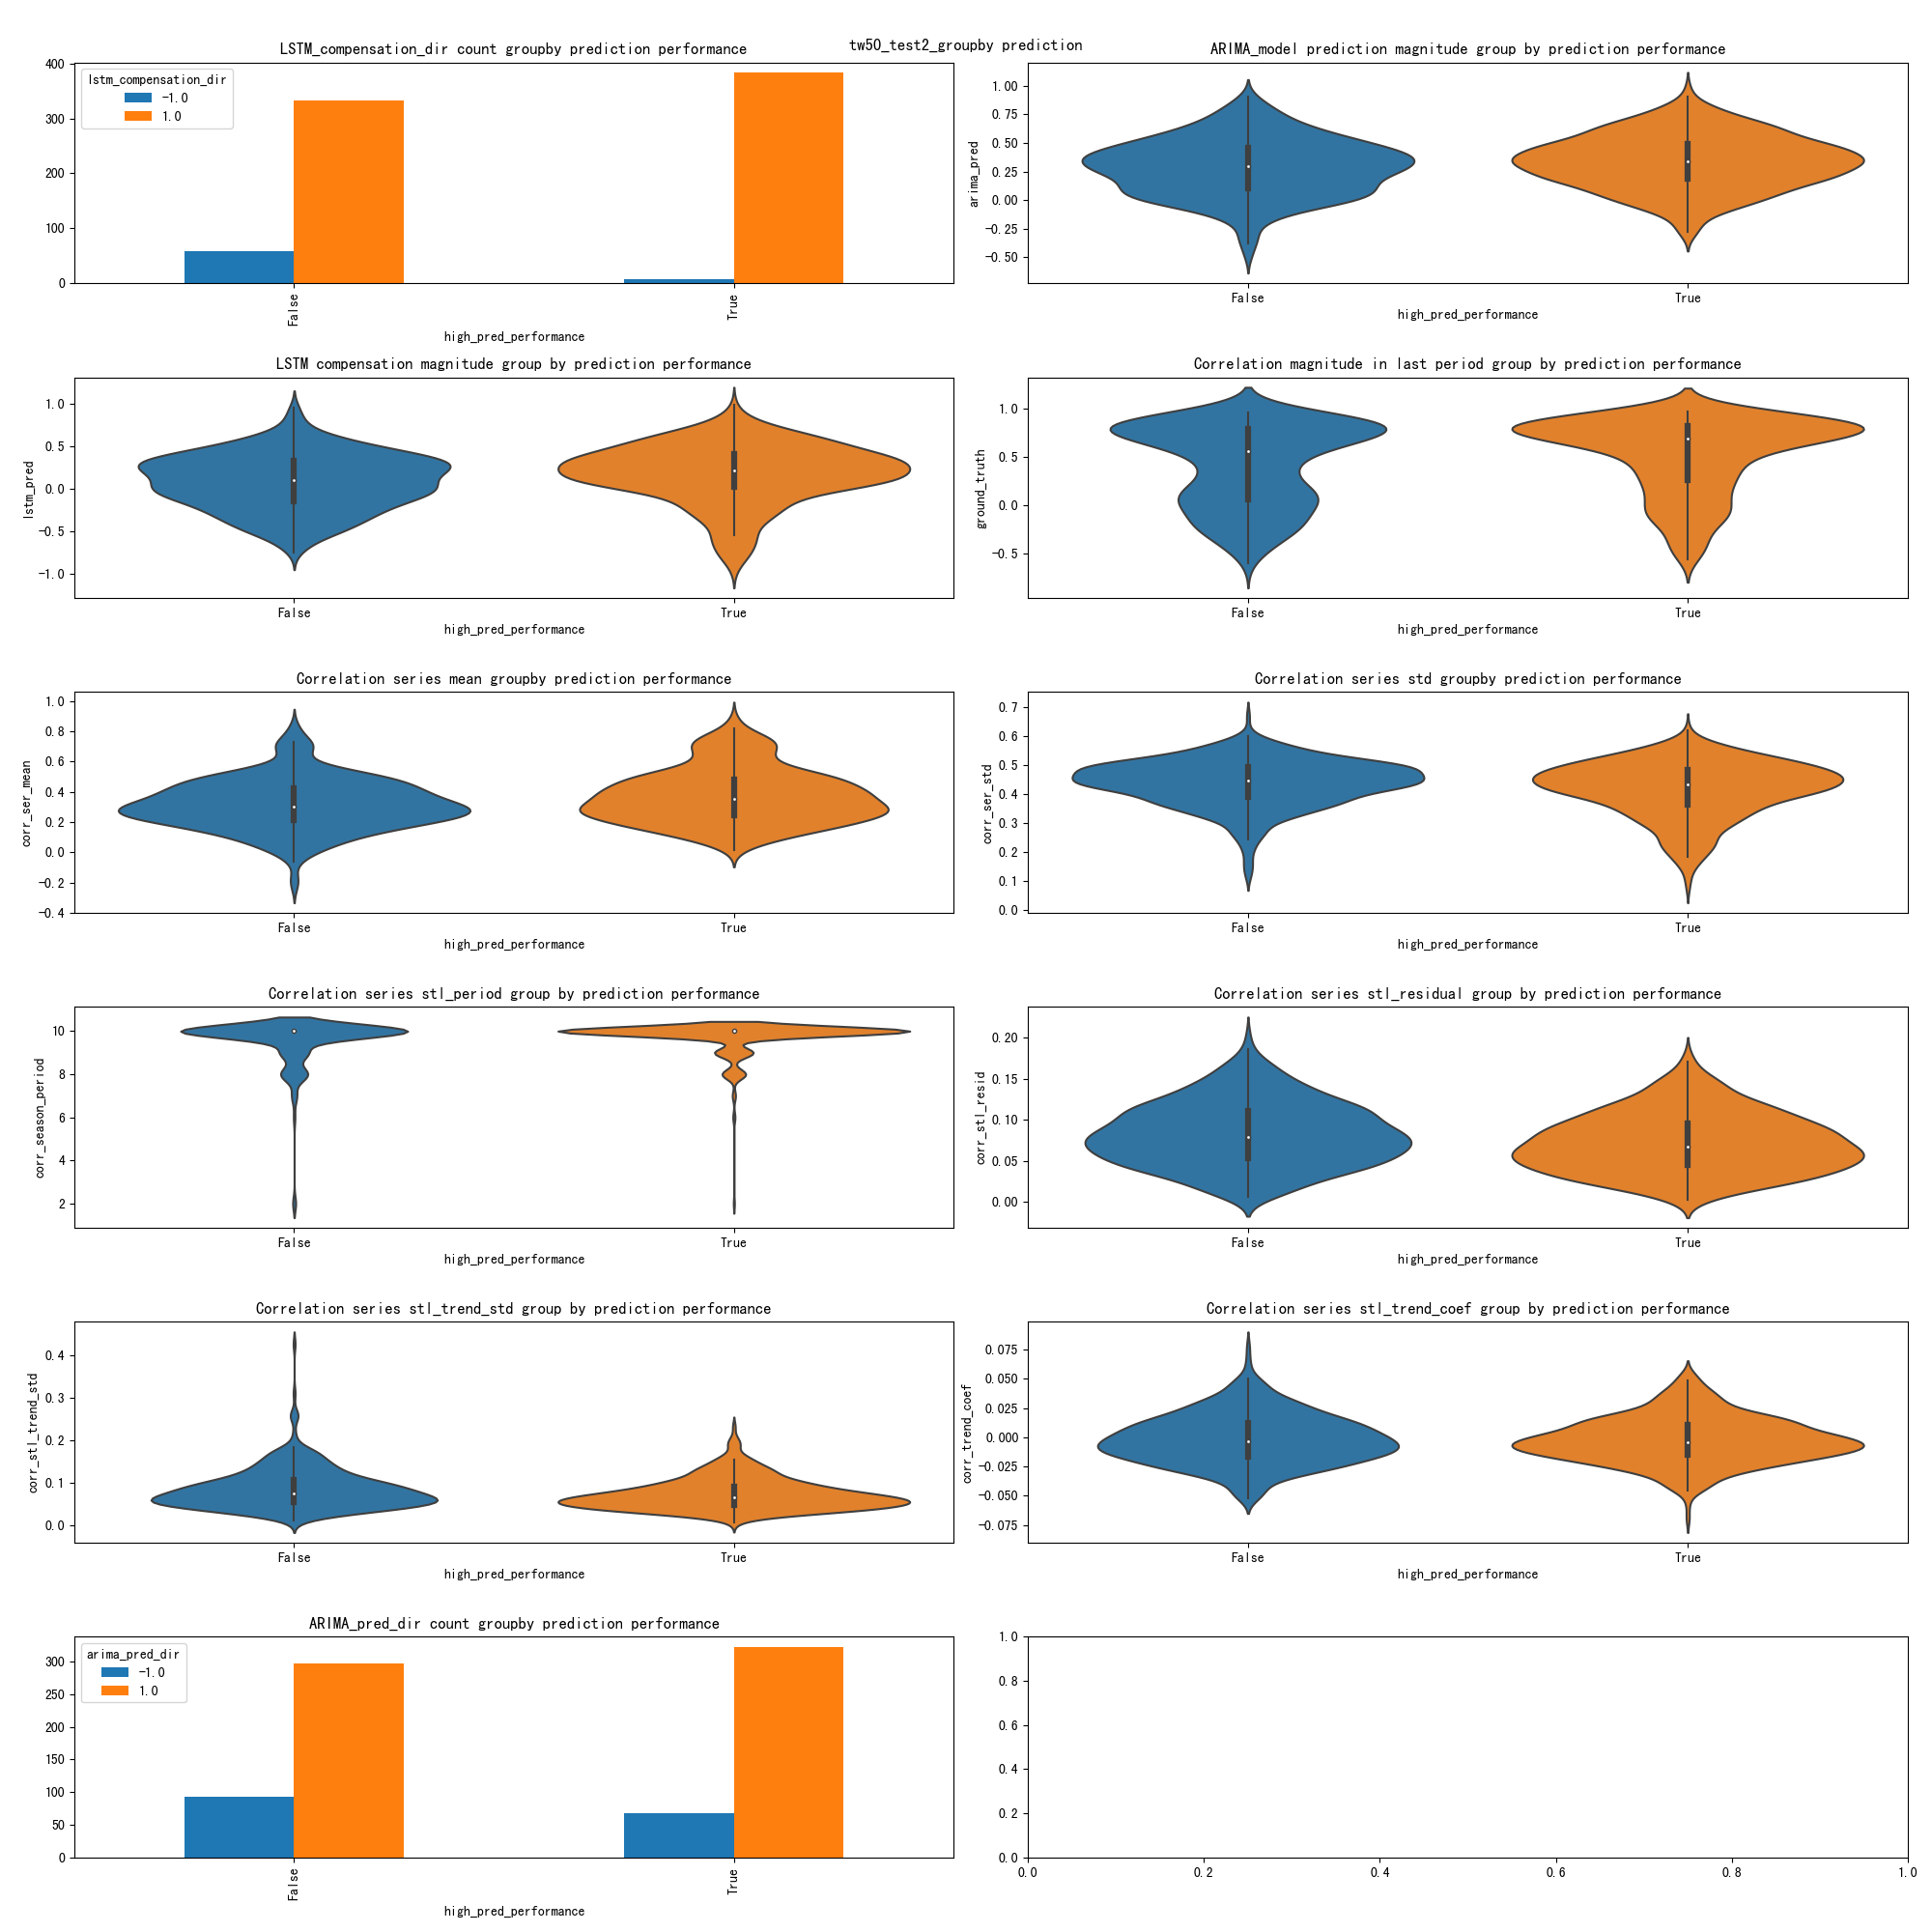 tw50_test2_groupby prediction
LSTM_compensation_dir count groupby prediction performance
400
300
200
100
0
lstm_compensation_dir
-1.0
1.0
False
True
high_pred_performance
ARIMA_model prediction magnitude group by prediction performance
arima_pred
1.00
0.75
0.50
0.25
0.00
-0.25
-0.50
False
True
high_pred_performance
LSTM compensation magnitude group by prediction performance
lstm_pred
1.0
0.5
0.0
-0.5
-1.0
False
True
high_pred_performance
Correlation magnitude in last period group by prediction performance
ground_truth
1.0
0.5
0.0
-0.5
False
True
high_pred_performance
Correlation series mean groupby prediction performance
corr_ser_mean
1.0
0.8
0.6
0.4
0.2
0.0
-0.2
-0.4
False
True
high_pred_performance
Correlation series std groupby prediction performance
corr_ser_std
0.7
0.6
0.5
0.4
0.3
0.2
0.1
0.0
False
True
high_pred_performance
Correlation series stl_period group by prediction performance
corr_season_period
10
8
6
4
2
False
True
high_pred_performance
Correlation series stl_residual group by prediction performance
corr_stl_resid
0.20
0.15
0.10
0.05
0.00
False
True
high_pred_performance
Correlation series stl_trend_std group by prediction performance
corr_stl_trend_std
0.4
0.3
0.2
0.1
0.0
False
True
high_pred_performance
Correlation series stl_trend_coef group by prediction performance
corr_trend_coef
0.075
0.050
0.025
0.000
-0.025
-0.050
-0.075
False
True
high_pred_performance
ARIMA_pred_dir count groupby prediction performance
300
250
200
150
100
50
0
arima_pred_dir
-1.0
1.0
False
True
high_pred_performance
1.0
0.8
0.6
0.4
0.2
0.0
0.0
0.2
0.4
0.6
0.8
1.0